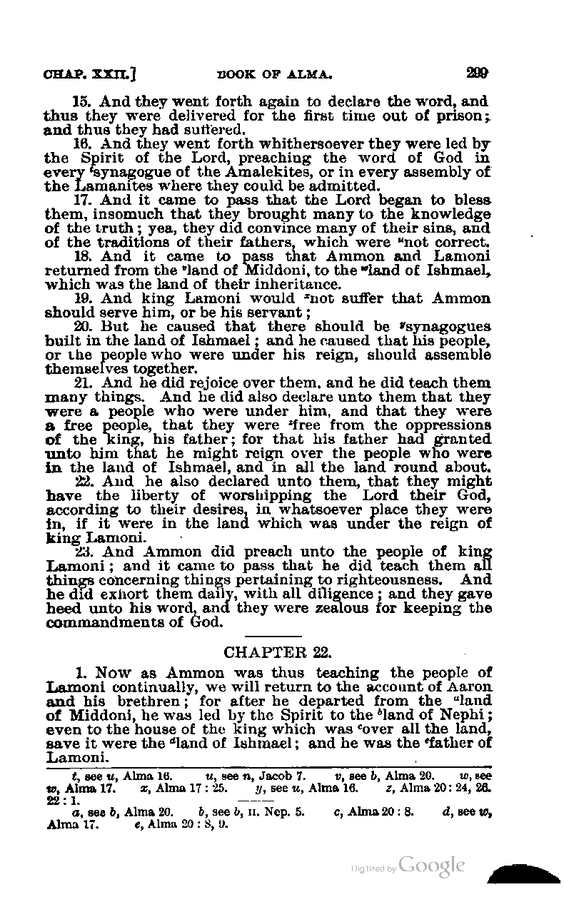 CHAP. XXII.] BOOK OF ALMA. 299
15. And they went forth again to declare the word, and
thus they were delivered for the first time out of prison;
and thus they had suffered.
16. And they went forth whithersoever they were led by
the Spirit of the Lord, preaching the word of God in
every ᵗsynagogue of the Amalekites, or in every assembly of
the Lamanites where they could be admitted.
17. And it came to pass that the Lord began to bless
them, insomuch that they brought many to the knowledge
of the truth; yea, they did convince many of their sins, and
of the traditions of their fathers, which were ᵘnot correct.
18. And it came to pass that Ammon and Lamoni
returned from the ᵛland of Middoni, to the ʷland of Ishmael,
which was the land of their inheritance.
19. And king Lamoni would ˣnot suffer that Ammon
should serve him, or be his servant;
20. But he caused that there should be ʸsynagogues
built in the land of Ishmael; and he caused that his people,
or the people who were under his reign, should assemble
themselves together.
21. And he did rejoice over them, and he did teach them
many things. And he did also declare unto them that they
were a people who were under him, and that they were
a free people, that they were ᶻfree from the oppressions
of the king, his father; for that his father had granted
unto him that he might reign over the people who were
in the land of Ishmael, and in all the land round about.
22. And he also declared unto them, that they might
have the liberty of worshipping the Lord their God,
according to their desires, in whatsoever place they were
in, if it were in the land which was under the reign of
king Lamoni.
23. And Ammon did preach unto the people of king
Lamoni; and it came to pass that he did teach them all
things concerning things pertaining to righteousness. And
he did exhort them daily, with all diligence; and they gave
heed unto his word, and they were zealous for keeping the
commandments of God.
CHAPTER 22.
1. Now as Ammon was thus teaching the people of
Lamoni continually, we will return to the account of Aaron
and his brethren; for after he departed from the ᵃland
of Middoni, he was led by the Spirit to the ᵇland of Nephi;
even to the house of the king which was ᶜover all the land,
save it were the ᵈland of Ishmael; and he was the ᵉfather of
Lamoni.
t, see u, Alma 16. u, see n, Jacob 7. v, see b, Alma 20. w, see
w, Alma 17. x, Alma 17:25. y, see u, Alma 16. z, Alma 20:24, 26.
22:1.
a, see b, Alma 20. b, see b, II. Nep. 5. c, Alma 20:8. d, see w,
Alma 17. e, Alma 20:8, 9.
Digitized by Google